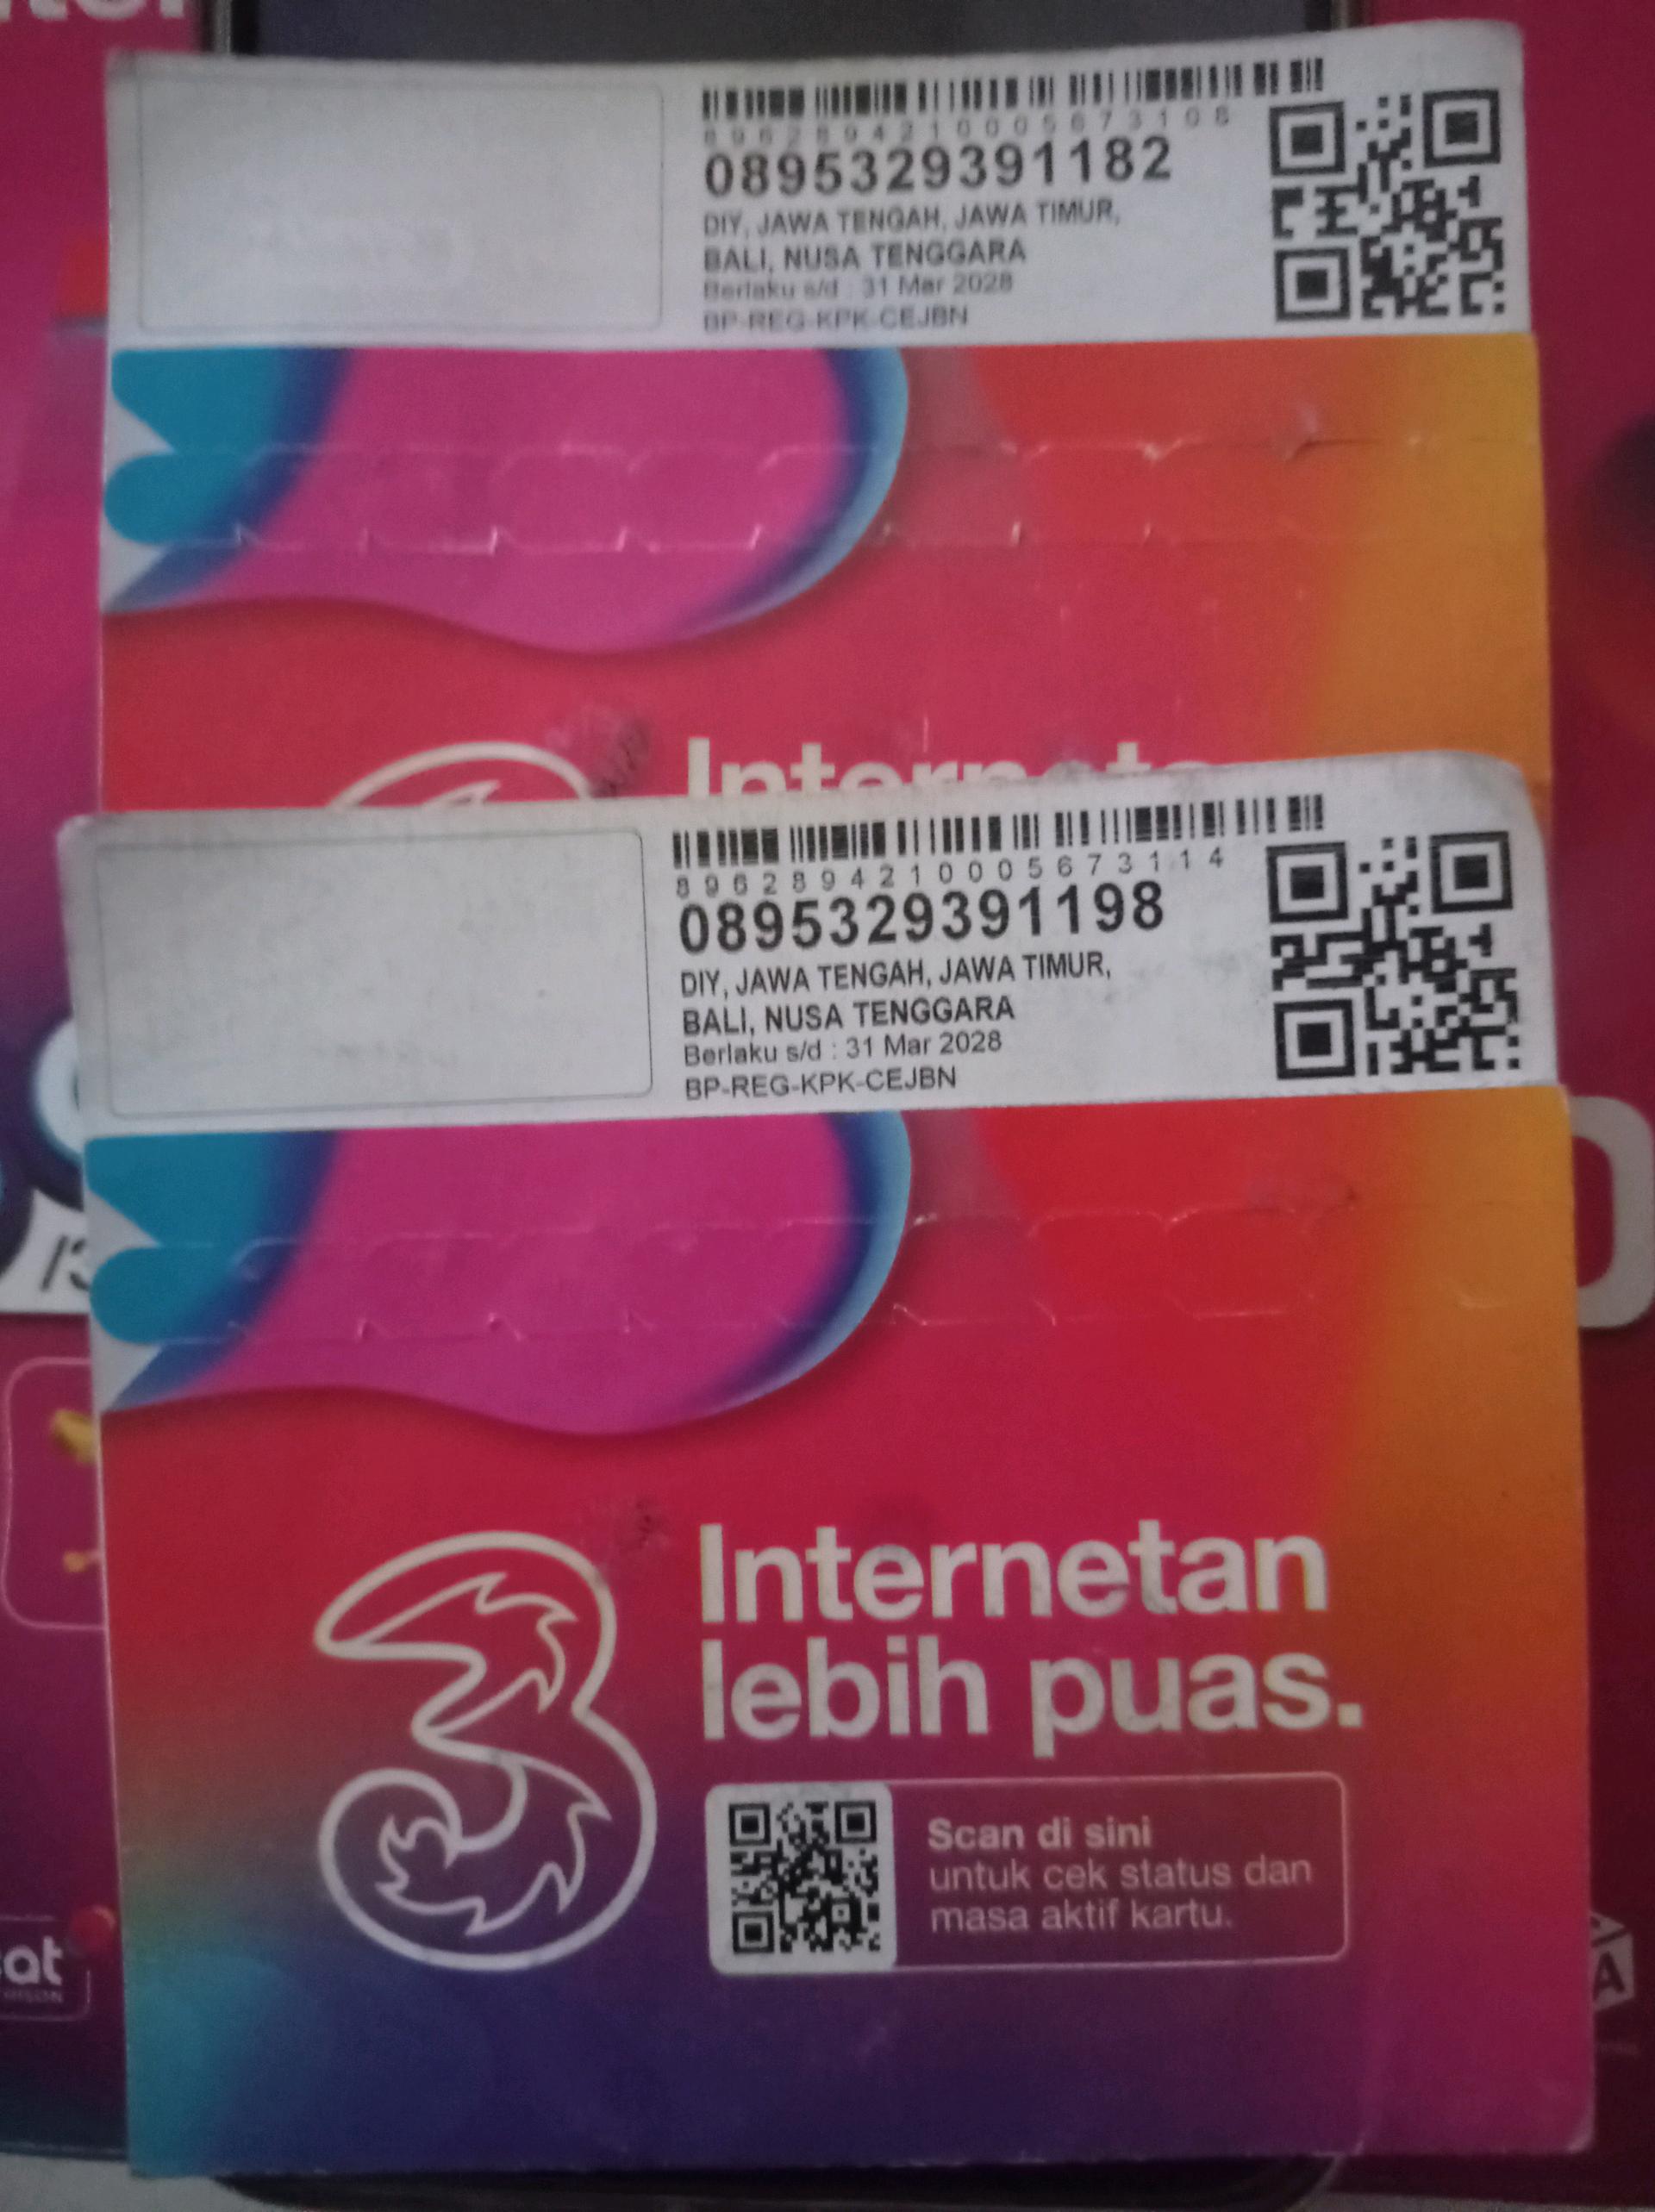 8962894210005673108
0895329391182
DIY, JAWA TENGAH, JAWA TIMUR,
BALI, NUSA TENGGARA
Berlaku s/d : 31 Mar 2028
BP-REG-KPK-CEJBN
8962894210005673114
0895329391198
DIY, JAWA TENGAH, JAWA TIMUR,
BALI, NUSA TENGGARA
Berlaku s/d : 31 Mar 2028
BP-REG-KPK-CEJBN
3
Internetan
lebih puas.
Scan di sini
untuk cek status dan
masa aktif kartu.